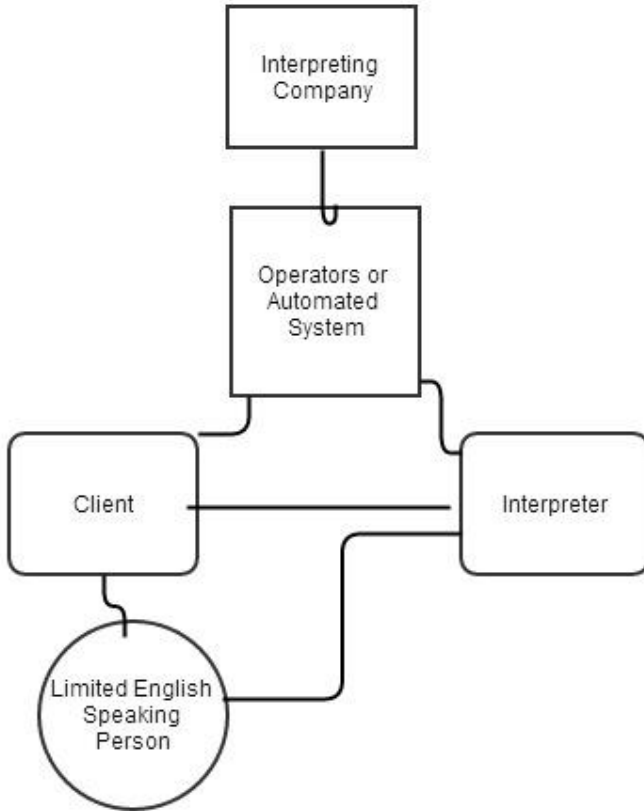 Interpreting
Company
Operators or
Automated
System
Client
Interpreter
Limited English
Speaking
Person